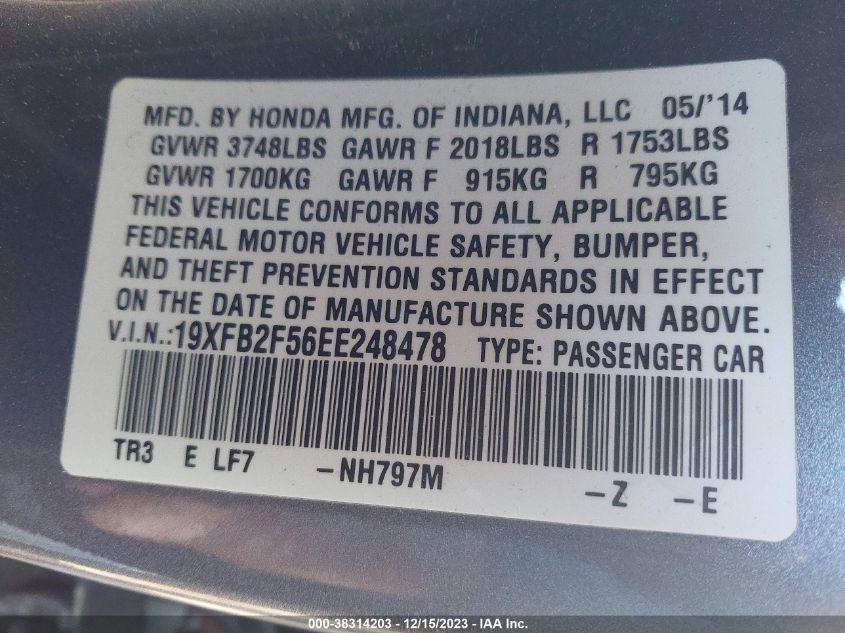 MFD. BY HONDA MFG. OF INDIANA, LLC 05/'14
GVWR 3748LBS GAWR F 2018LBS R 1753LBS
GVWR 1700KG GAWR F 915KG R 795KG
THIS VEHICLE CONFORMS TO ALL APPLICABLE
FEDERAL MOTOR VEHICLE SAFETY, BUMPER,
AND THEFT PREVENTION STANDARDS IN EFFECT
ON THE DATE OF MANUFACTURE SHOWN ABOVE.
V.I.N.:19XFB2F56EE248478 TYPE: PASSENGER CAR
TR3 E LF7 –NH797M –Z –E
000-38314203 - 12/15/2023 - IAA Inc.